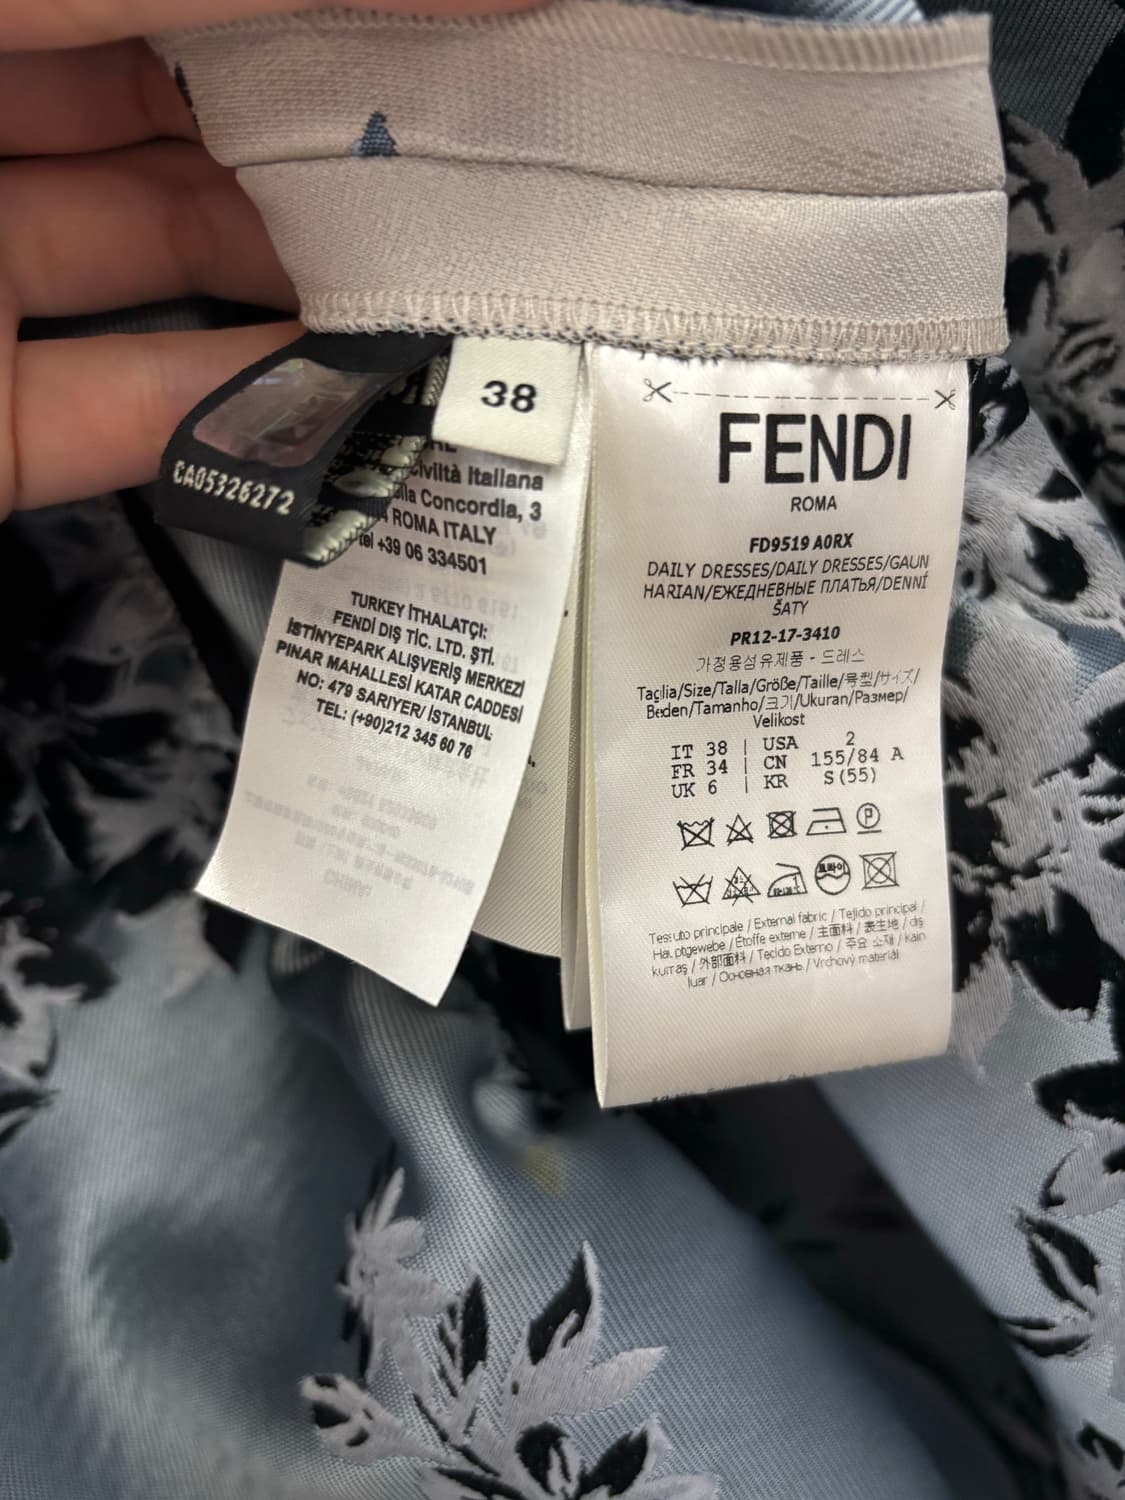 38
CA05326272
Civiltà Italiana
Concordia, 3
ROMA ITALY
tel +39 06 334501
TURKEY İTHALATÇI:
FENDİ DIŞ TİC. LTD. ŞTİ.
İSTİNYEPARK ALIŞVERİŞ MERKEZİ
PINAR MAHALLESİ KATAR CADDESİ
NO: 479 SARIYER/ İSTANBUL
TEL: (+90)212 345 60 76
FENDI
ROMA
FD9519 A0RX
DAILY DRESSES/DAILY DRESSES/GAUN
HARIAN/ЕЖЕДНЕВНЫЕ ПЛАТЬЯ/DENNÍ
ŠATY
PR12-17-3410
가정용섬유제품 - 드레스
Taglia/Size/Talla/Größe/Taille/号型/サイズ/
Beden/Tamanho/크기/Ukuran/Размер/
Velikost
IT 38 | USA 2
FR 34 | CN 155/84 A
UK 6 | KR S(55)
P
드라이
Tessuto principale / External fabric / Tejido principal /
Hauptgewebe / Étoffe externe / 主面料 / 表生地 / dış
kumaş / 外部面料 / Tecido Externo / 주요 소재 / kain
luar / Основная ткань / Vrchový materiál